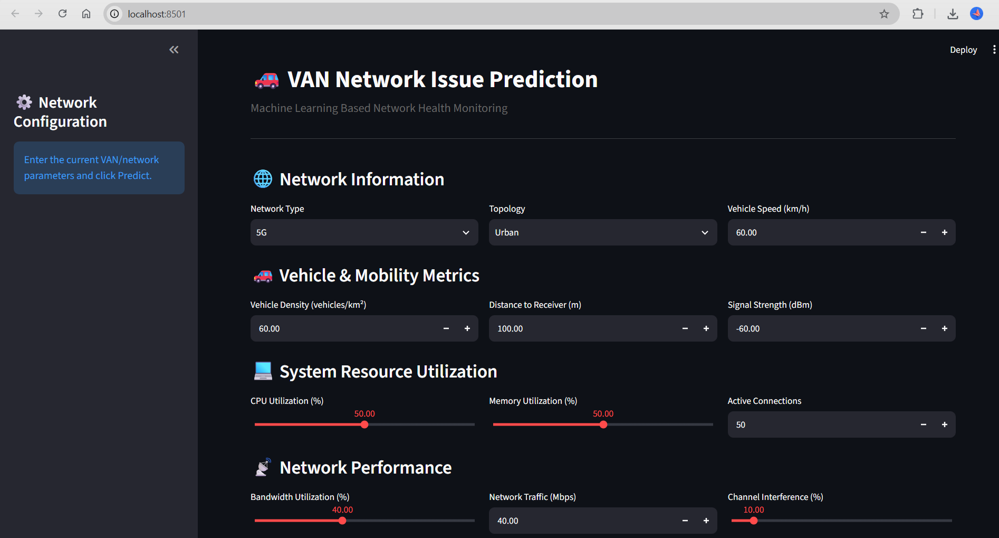 localhost:8501
Deploy
Network
Configuration
Enter the current VAN/network
parameters and click Predict.
VAN Network Issue Prediction
Machine Learning Based Network Health Monitoring
Network Information
Network Type
Topology
Vehicle Speed (km/h)
5G
Urban
60.00
Vehicle & Mobility Metrics
Vehicle Density (vehicles/km²)
Distance to Receiver (m)
Signal Strength (dBm)
60.00
100.00
-60.00
System Resource Utilization
CPU Utilization (%)
Memory Utilization (%)
Active Connections
50.00
50.00
50
Network Performance
Bandwidth Utilization (%)
Network Traffic (Mbps)
Channel Interference (%)
40.00
40.00
10.00